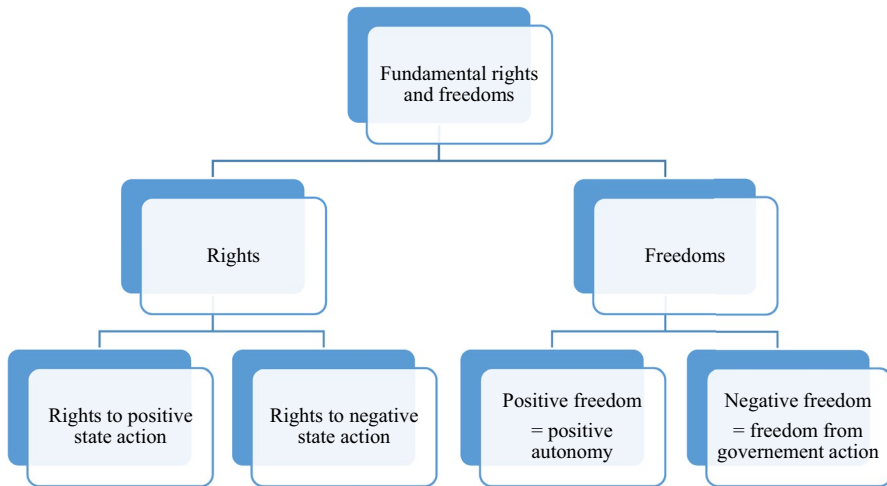 Fundamental rights
and freedoms
Rights
Freedoms
Rights to positive
state action
Rights to negative
state action
Positive freedom
= positive
autonomy
Negative freedom
= freedom from
governement action